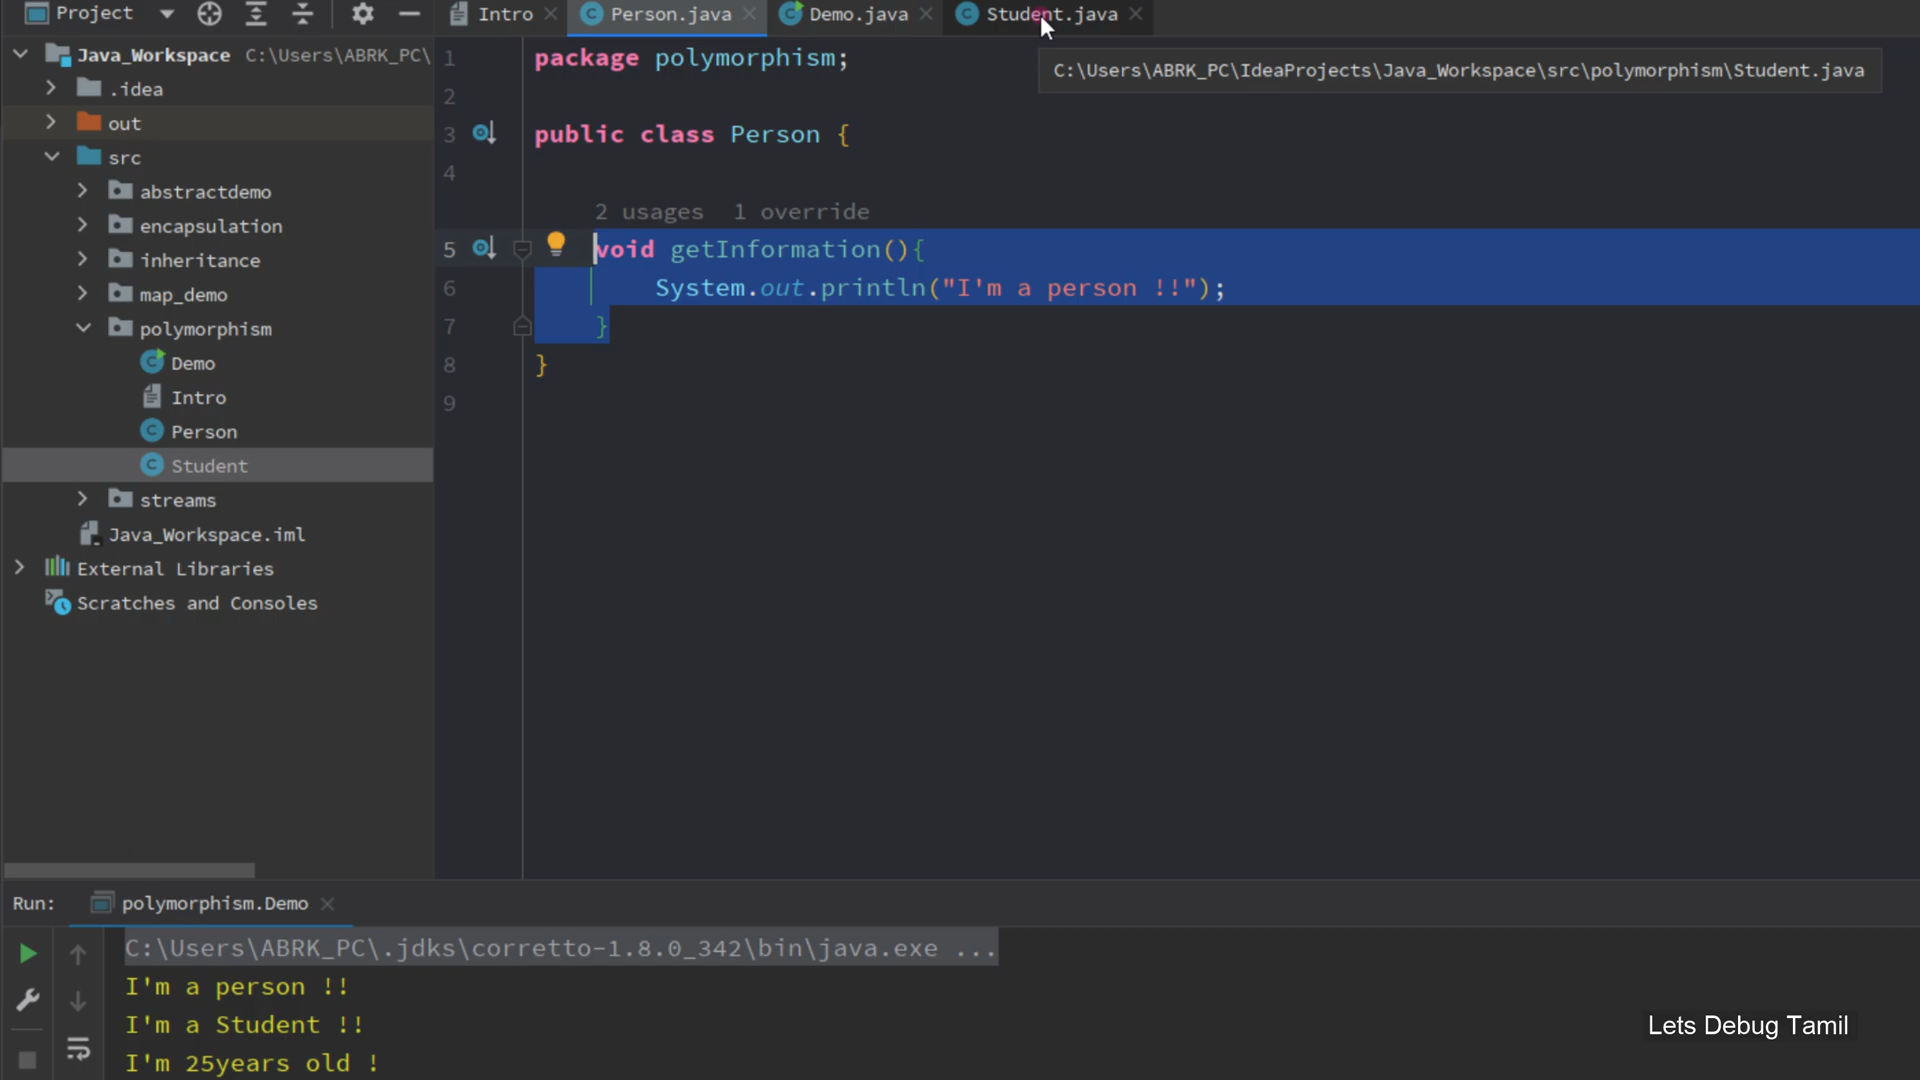 Project
Intro
Person.java
Demo.java
Student.java
Java_Workspace C:\Users\ABRK_PC\
.idea
out
src
abstractdemo
encapsulation
inheritance
map_demo
polymorphism
Demo
Intro
Person
Student
streams
Java_Workspace.iml
External Libraries
Scratches and Consoles
C:\Users\ABRK_PC\IdeaProjects\Java_Workspace\src\polymorphism\Student.java
1 package polymorphism;
2
3 public class Person {
4
2 usages 1 override
5 void getInformation(){
6 System.out.println("I'm a person !!");
7 }
8 }
9
Run: polymorphism.Demo
C:\Users\ABRK_PC\.jdks\corretto-1.8.0_342\bin\java.exe ...
I'm a person !!
I'm a Student !!
I'm 25years old !
Lets Debug Tamil